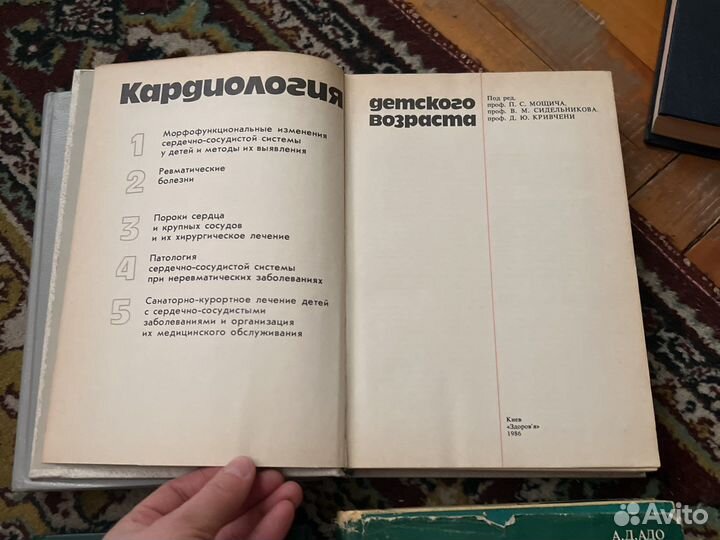 Кардиология
1
Морфофункциональные изменения
сердечно-сосудистой системы
у детей и методы их выявления
2
Ревматические
болезни
3
Пороки сердца
и крупных сосудов
и их хирургическое лечение
4
Патология
сердечно-сосудистой системы
при неревматических заболеваниях
5
Санаторно-курортное лечение детей
с сердечно-сосудистыми
заболеваниями и организация
их медицинского обслуживания
детского
возраста
Под ред.
проф. П. С. МОЩИЧА,
проф. В. М. СИДЕЛЬНИКОВА,
проф. Д. Ю. КРИВЧЕНИ
Киев
«Здоров'я»
1986
А.Д.АДО
Avito